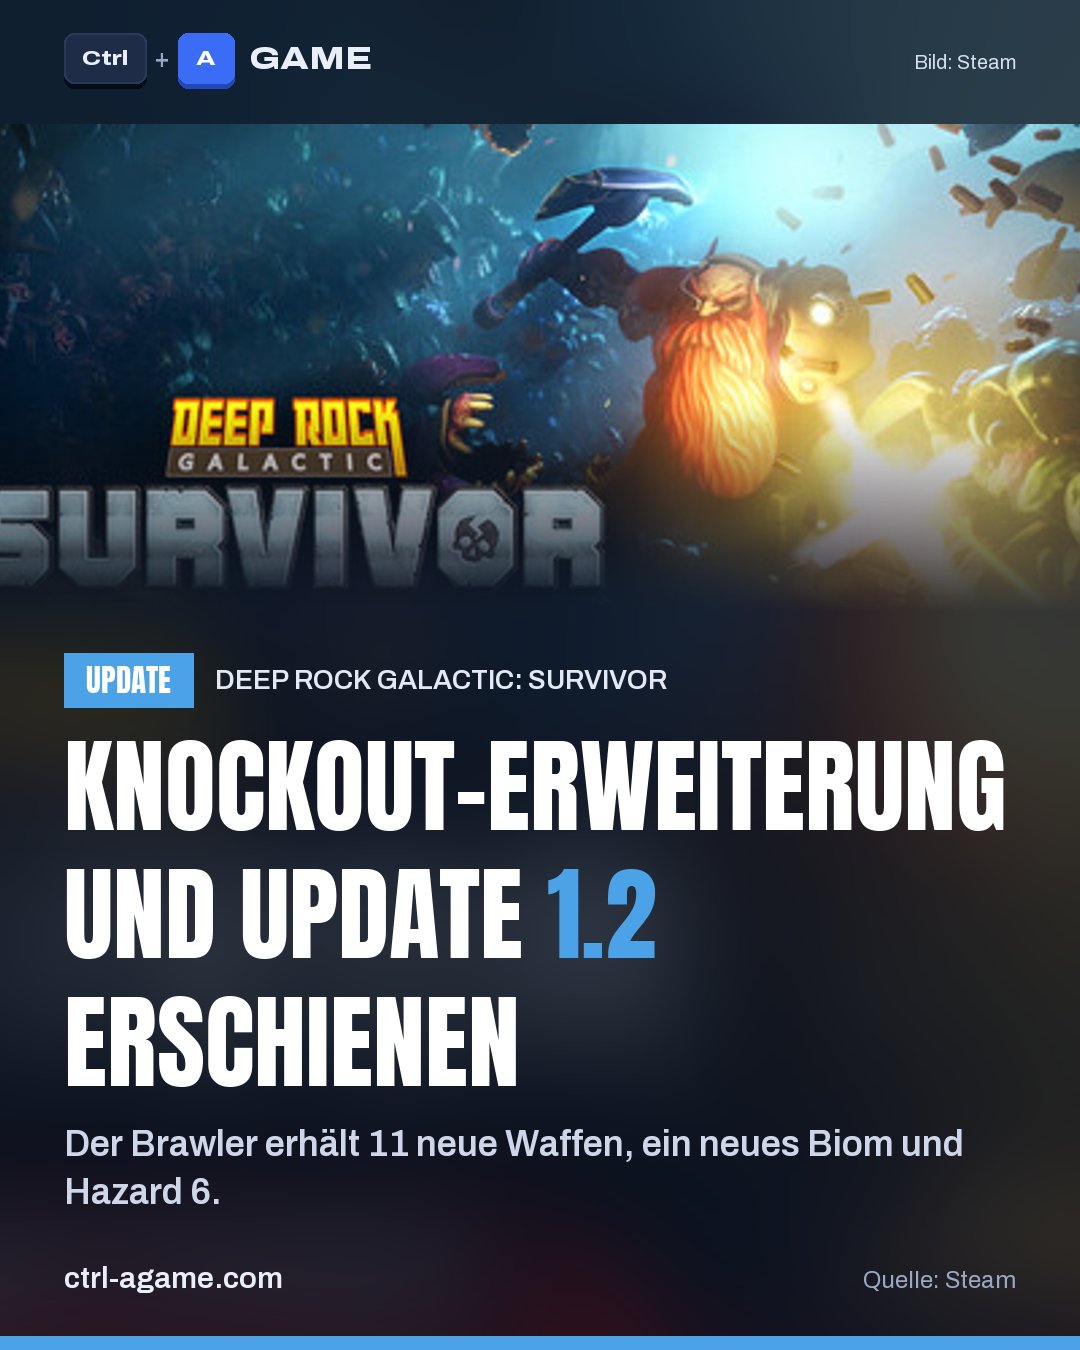 Ctrl + A GAME
Bild: Steam
DEEP ROCK
GALACTIC
SURVIVOR
UPDATE DEEP ROCK GALACTIC: SURVIVOR
KNOCKOUT-ERWEITERUNG
UND UPDATE 1.2
ERSCHIENEN
Der Brawler erhält 11 neue Waffen, ein neues Biom und
Hazard 6.
ctrl-agame.com
Quelle: Steam